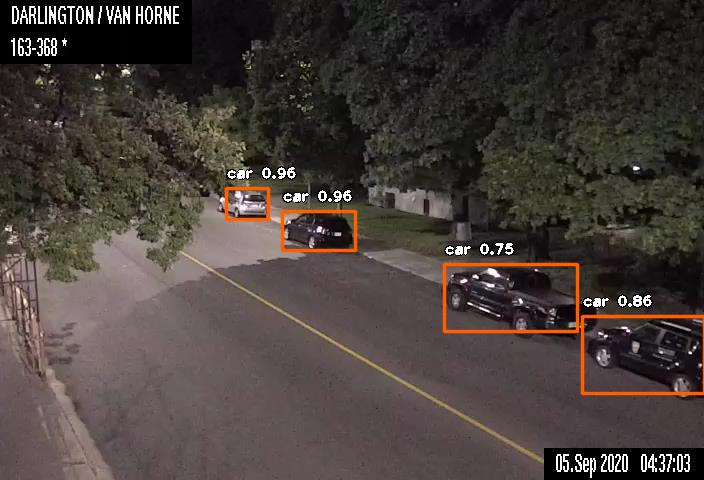 DARLINGTON / VAN HORNE
163-368 *
car 0.96
car 0.96
car 0.75
car 0.86
05.Sep 2020 04:37:03